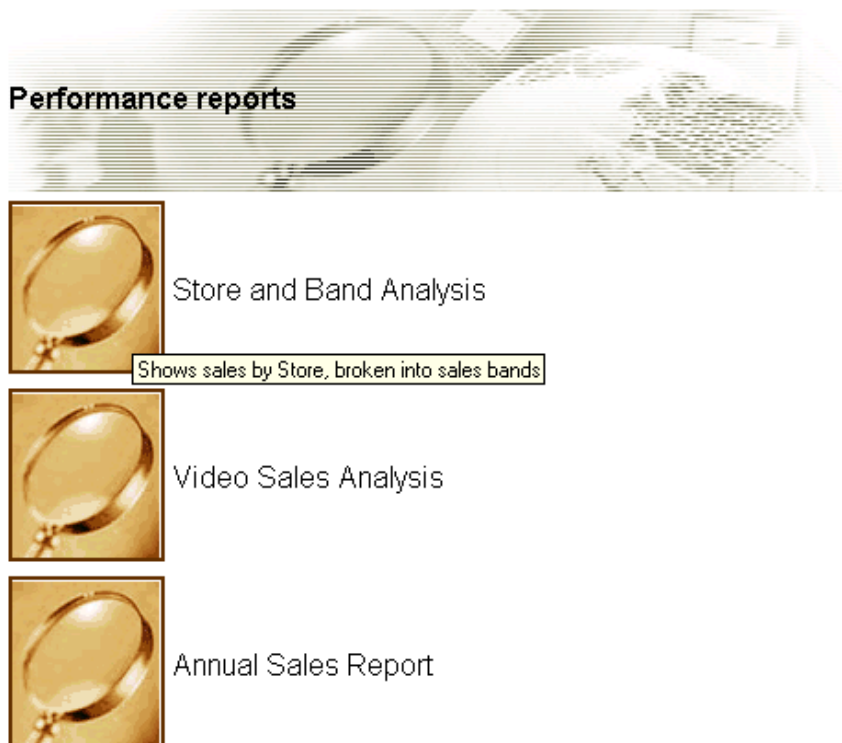 Performance reports
Store and Band Analysis
Shows sales by Store, broken into sales bands
Video Sales Analysis
Annual Sales Report